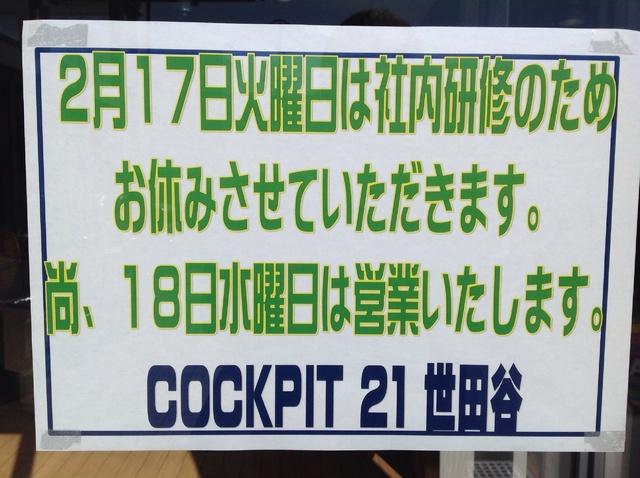 2月17日火曜日は社内研修のため
お休みさせていただきます。
尚、18日水曜日は営業いたします。
COCKPIT 21 世田谷